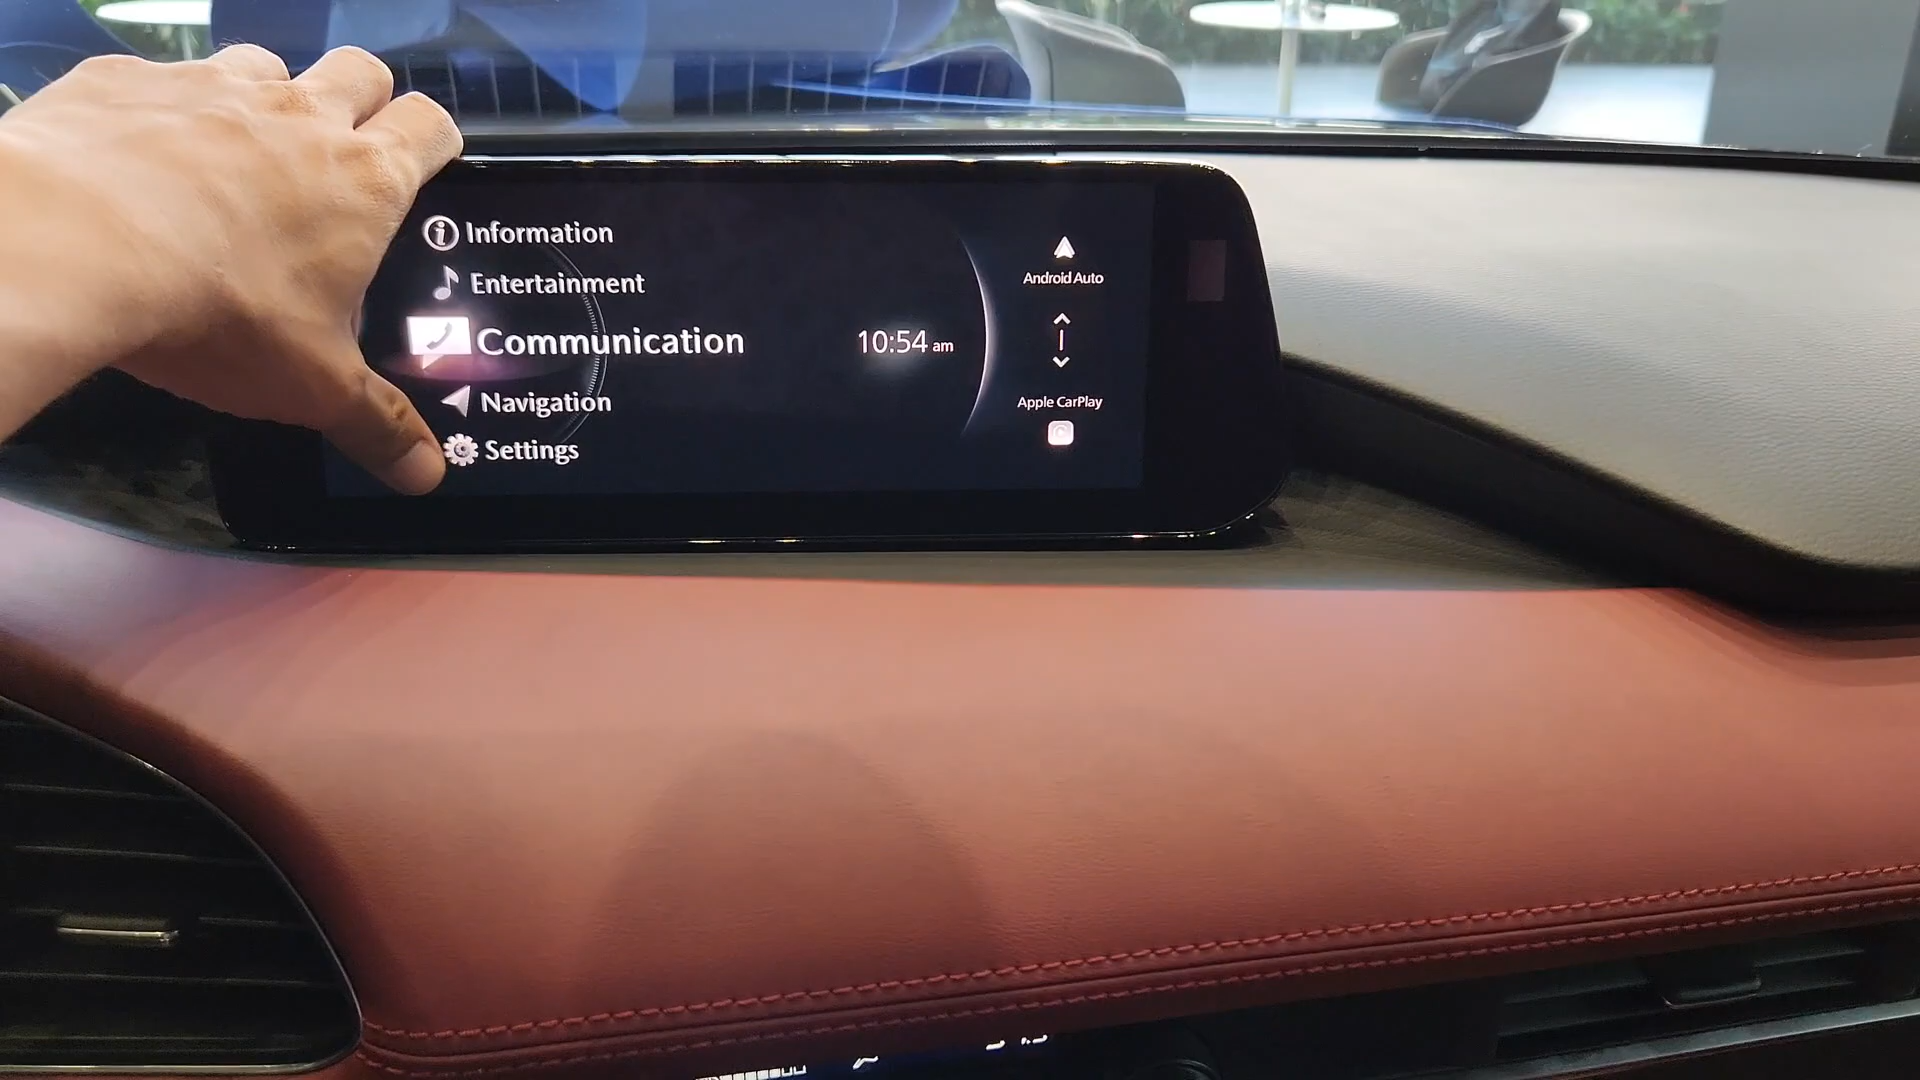 Information
Entertainment
Communication
Navigation
Settings
10:54 am
Android Auto
Apple CarPlay